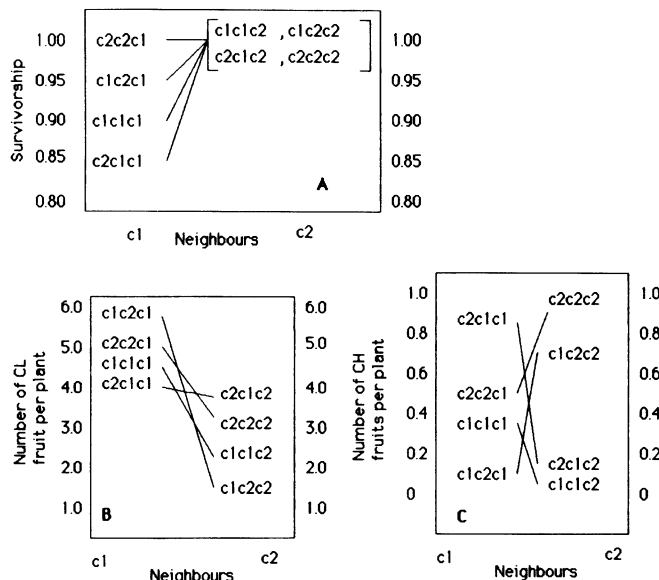 1.00
0.95
0.90
0.85
0.80
Survivorship
c2c2c1
c1c2c1
c1c1c1
c2c1c1
c1c1c2 ,c1c2c2
c2c1c2 ,c2c2c2
1.00
0.95
0.90
0.85
0.80
A
c1 Neighbours c2
6.0
5.0
4.0
3.0
2.0
1.0
Number of CL
fruit per plant
c1c2c1
c2c2c1
c1c1c1
c2c1c1
c2c1c2
c2c2c2
c1c1c2
c1c2c2
6.0
5.0
4.0
3.0
2.0
1.0
B
c1 c2
Neighbours
1.0
0.8
0.6
0.4
0.2
0
Number of CH
fruits per plant
c2c1c1
c2c2c1
c1c1c1
c1c2c1
c2c2c2
c1c2c2
c2c1c2
c1c1c2
1.0
0.8
0.6
0.4
0.2
0
C
c1 c2
Neighbours